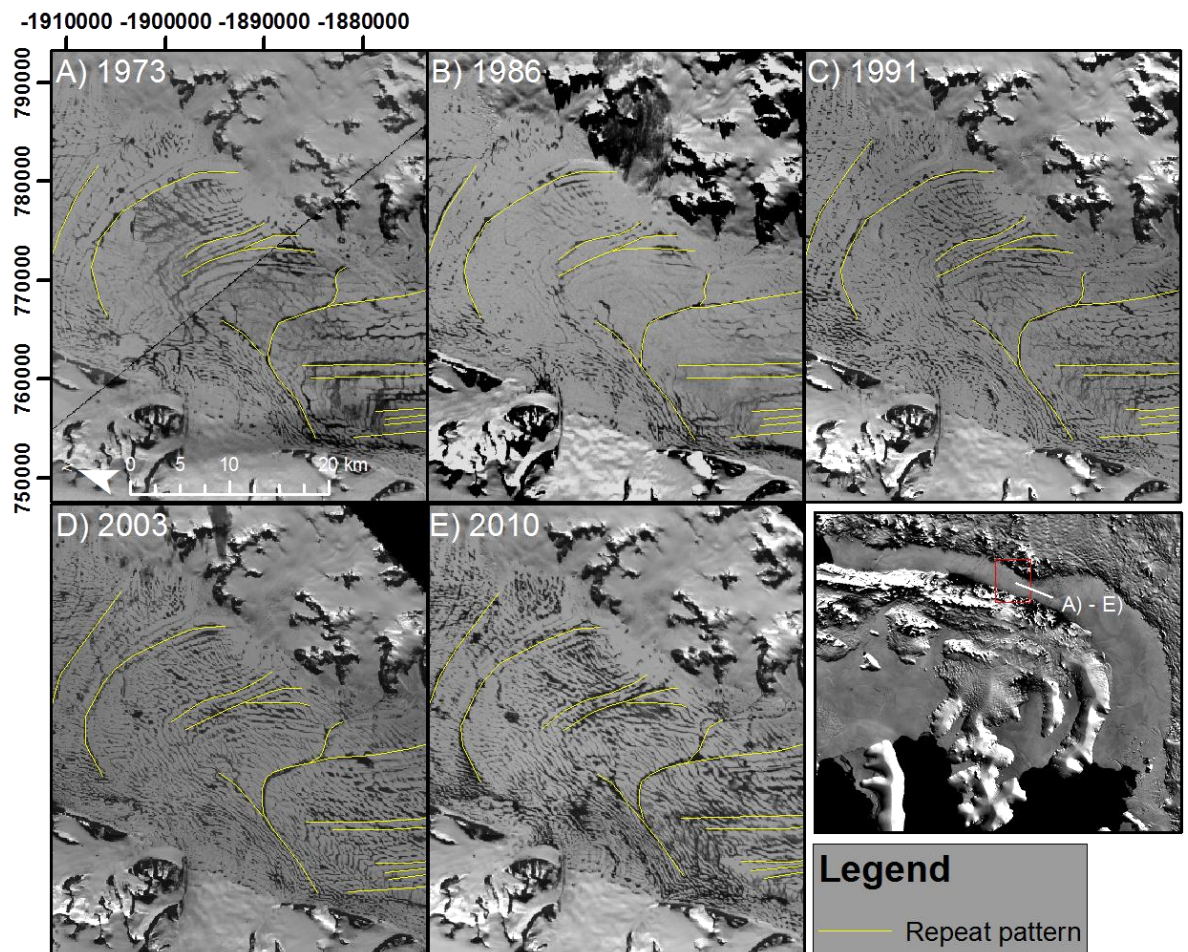 -1910000 -1900000 -1890000 -1880000
A) 1973
B) 1986
C) 1991
790000
780000
770000
760000
750000
N
0 5 10 20 km
D) 2003
E) 2010
A) - E)
Legend
Repeat pattern